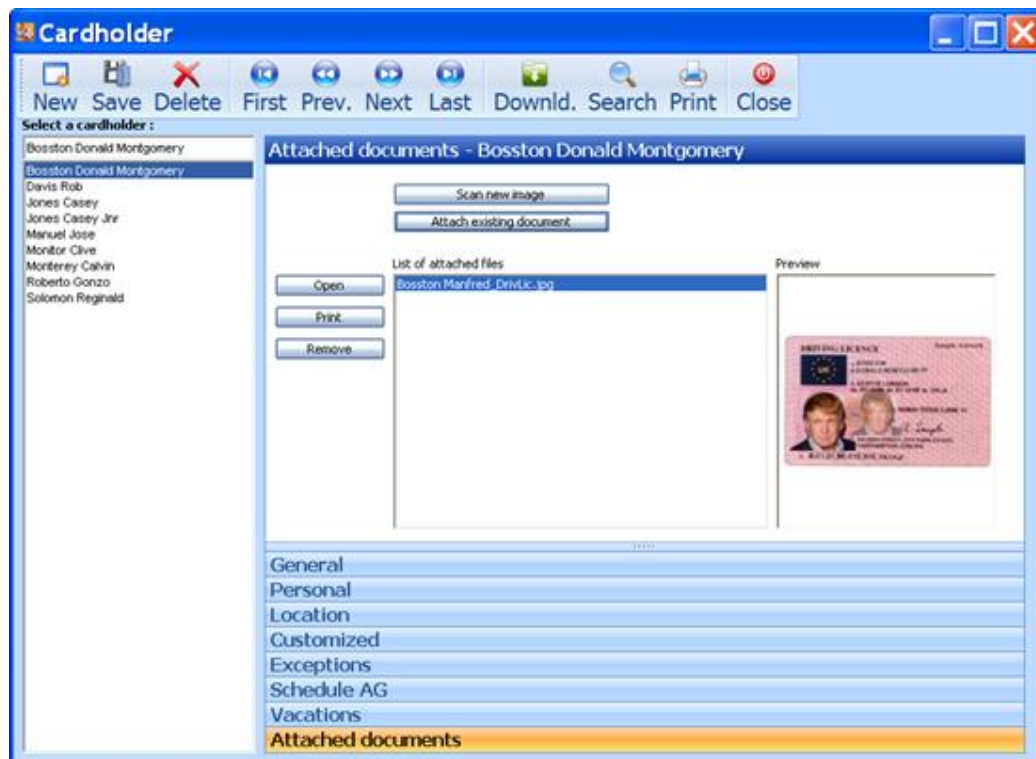 Cardholder
New Save Delete First Prev. Next Last Downld. Search Print Close
Select a cardholder :
Bosston Donald Montgomery
Bosston Donald Montgomery
Davis Rob
Jones Casey
Jones Casey Jnr
Manuel Jose
Monitor Clive
Monterey Calvin
Roberto Gonzo
Solomon Reginald
Attached documents - Bosston Donald Montgomery
Scan new image
Attach existing document
List of attached files
Preview
Open
Print
Remove
Bosston Manfred_DrivLic.jpg
DRIVING LICENCE
UK
General
Personal
Location
Customized
Exceptions
Schedule AG
Vacations
Attached documents